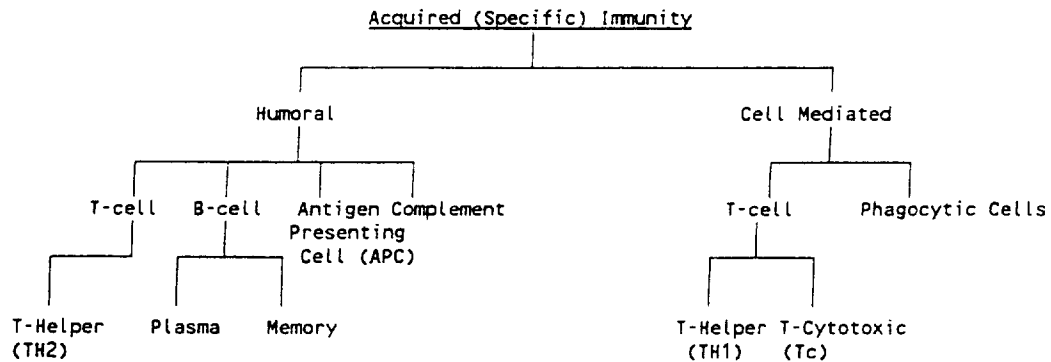 Acquired (Specific) Immunity
Humoral
Cell Mediated
T-cell
B-cell
Antigen Presenting Cell (APC)
Complement
T-cell
Phagocytic Cells
T-Helper (TH2)
Plasma
Memory
T-Helper (TH1)
T-Cytotoxic (Tc)